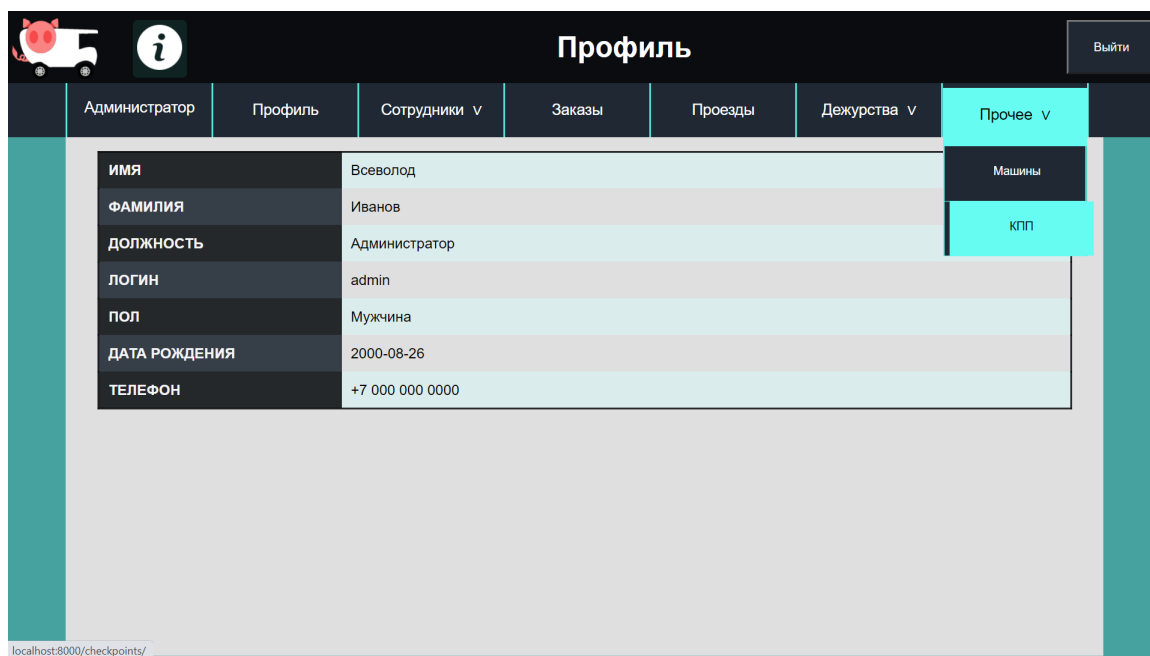 i
Профиль
Выйти
Администратор Профиль Сотрудники V Заказы Проезды Дежурства V Прочее V
Машины
КПП
ИМЯ Всеволод
ФАМИЛИЯ Иванов
ДОЛЖНОСТЬ Администратор
ЛОГИН admin
ПОЛ Мужчина
ДАТА РОЖДЕНИЯ 2000-08-26
ТЕЛЕФОН +7 000 000 0000
localhost:8000/checkpoints/